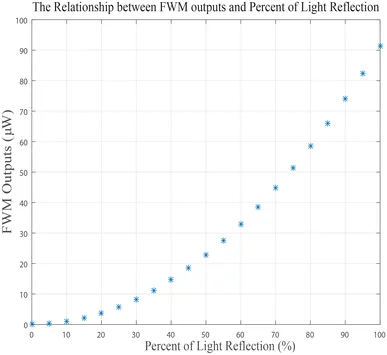 The Relationship between FWM outputs and Percent of Light Reflection
100
90
80
70
60
50
40
30
20
10
0
FWM Outputs (μW)
0 10 20 30 40 50 60 70 80 90 100
Percent of Light Reflection (%)